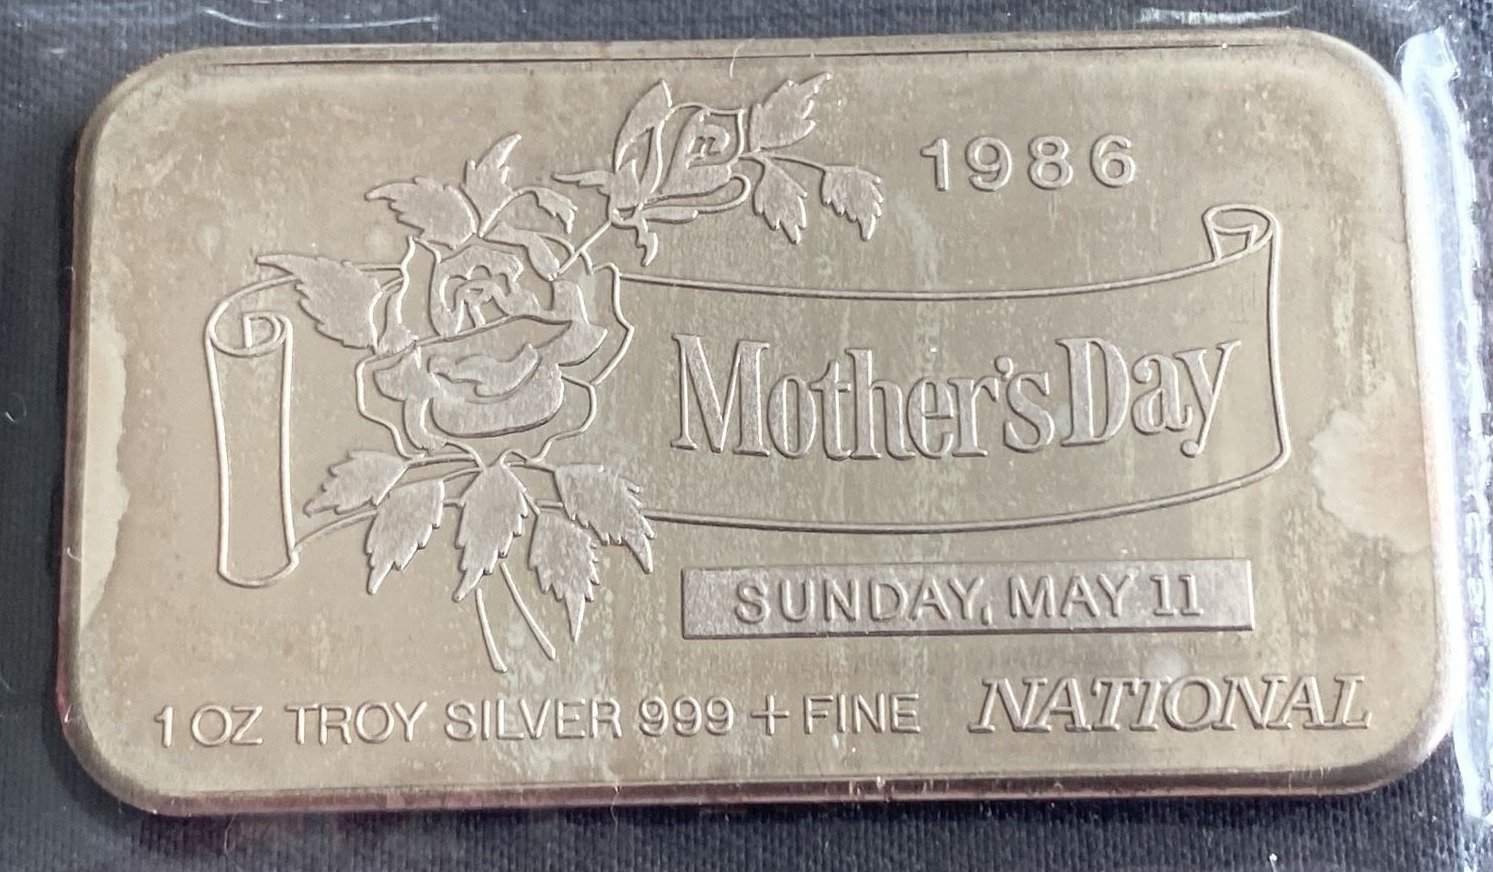 1986
Mother's Day
SUNDAY, MAY 11
1 OZ TROY SILVER 999 + FINE NATIONAL